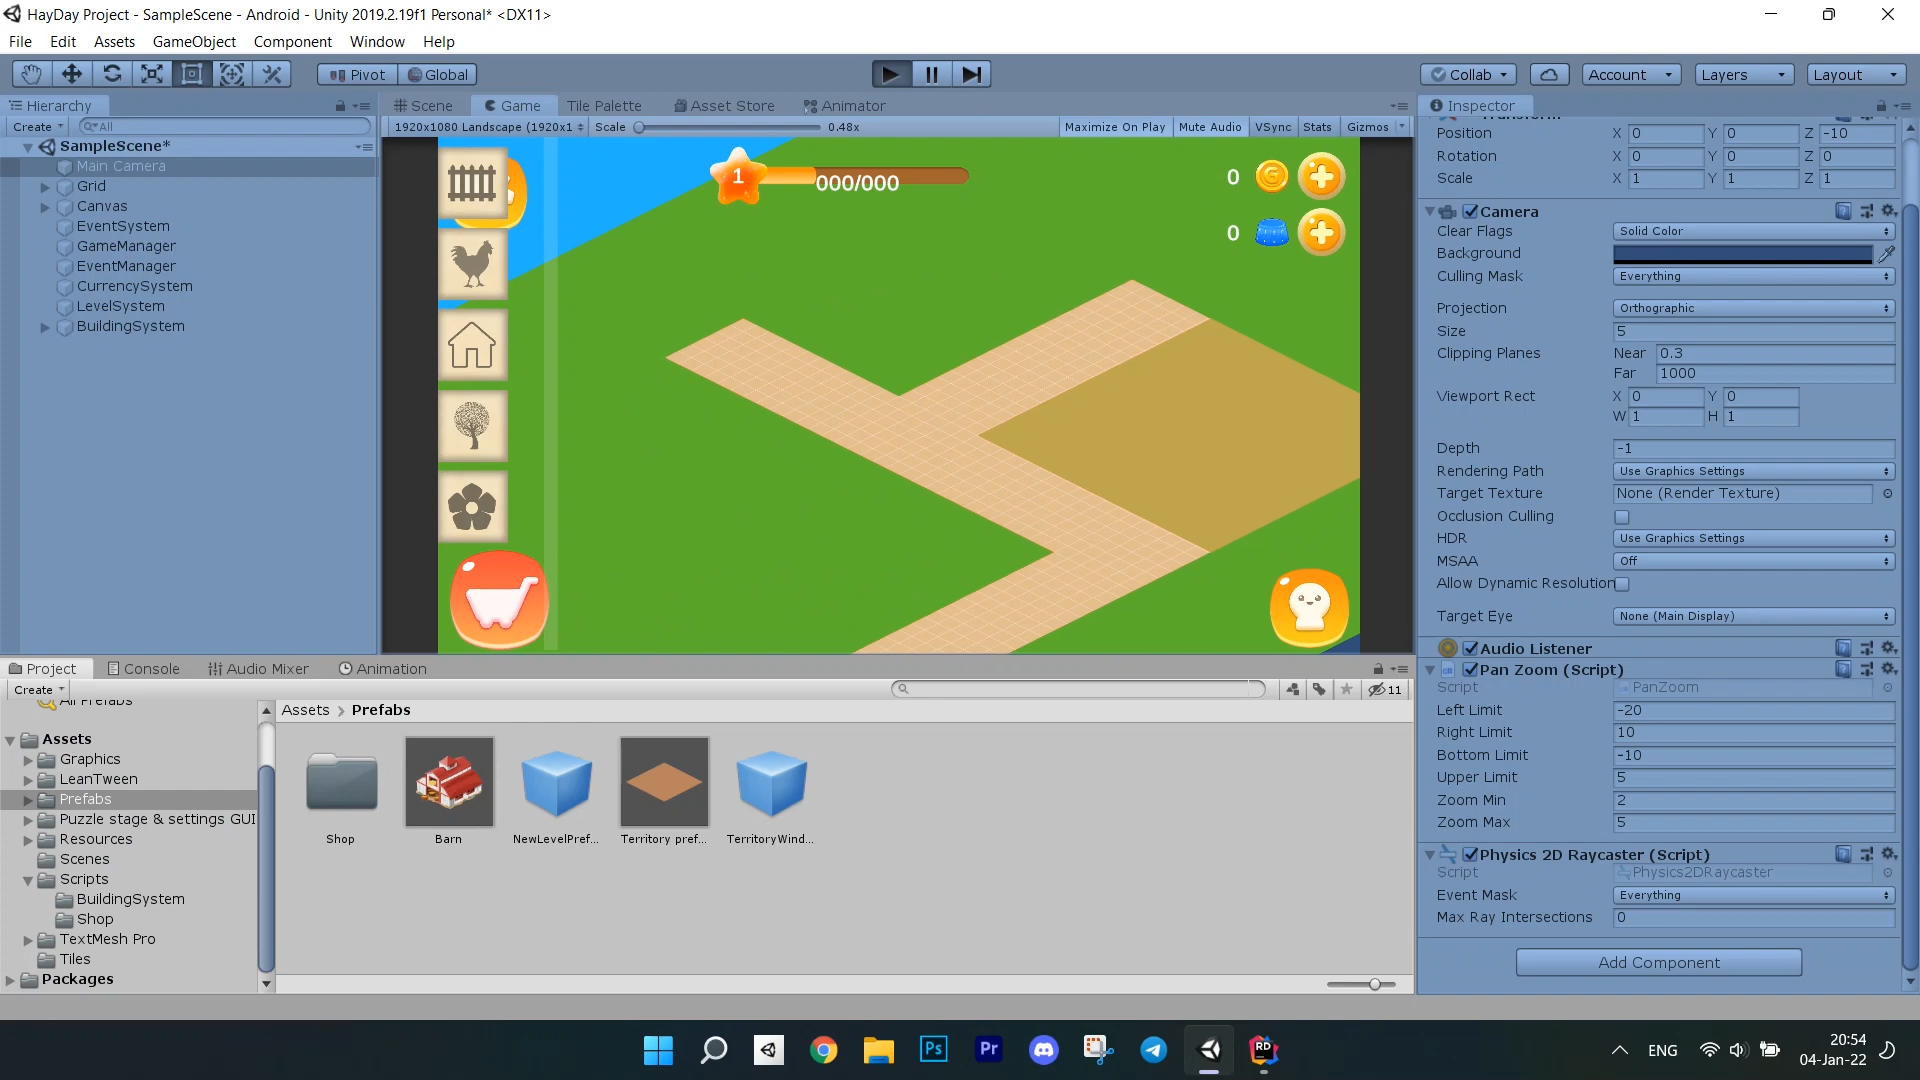 HayDay Project - SampleScene - Android - Unity 2019.2.19f1 Personal* <DX11>
File Edit Assets GameObject Component Window Help
Pivot Global Collab Account Layers Layout
Hierarchy
Create All
SampleScene*
Main Camera
Grid
Canvas
EventSystem
GameManager
EventManager
CurrencySystem
LevelSystem
BuildingSystem
Scene Game Tile Palette Asset Store Animator
1920x1080 Landscape (1920x1 Scale 0.48x Maximize On Play Mute Audio VSync Stats Gizmos
1
000/000
0
G
0
Inspector
Transform
Position X 0 Y 0 Z -10
Rotation X 0 Y 0 Z 0
Scale X 1 Y 1 Z 1
Camera
Clear Flags Solid Color
Background
Culling Mask Everything
Projection Orthographic
Size 5
Clipping Planes Near 0.3
Far 1000
Viewport Rect X 0 Y 0
W 1 H 1
Depth -1
Rendering Path Use Graphics Settings
Target Texture None (Render Texture)
Occlusion Culling
HDR Use Graphics Settings
MSAA Off
Allow Dynamic Resolution
Target Eye None (Main Display)
Audio Listener
Pan Zoom (Script)
Script PanZoom
Left Limit -20
Right Limit 10
Bottom Limit -10
Upper Limit 5
Zoom Min 2
Zoom Max 5
Physics 2D Raycaster (Script)
Script Physics2DRaycaster
Event Mask Everything
Max Ray Intersections 0
Add Component
Project Console Audio Mixer Animation
Create 11
All Prefabs
Assets
Graphics
LeanTween
Prefabs
Puzzle stage & settings GUI
Resources
Scenes
Scripts
BuildingSystem
Shop
TextMesh Pro
Tiles
Packages
Assets > Prefabs
Shop Barn NewLevelPref... Territory pref... TerritoryWind...
Ps Pr RD
ENG
20:54
04-Jan-22